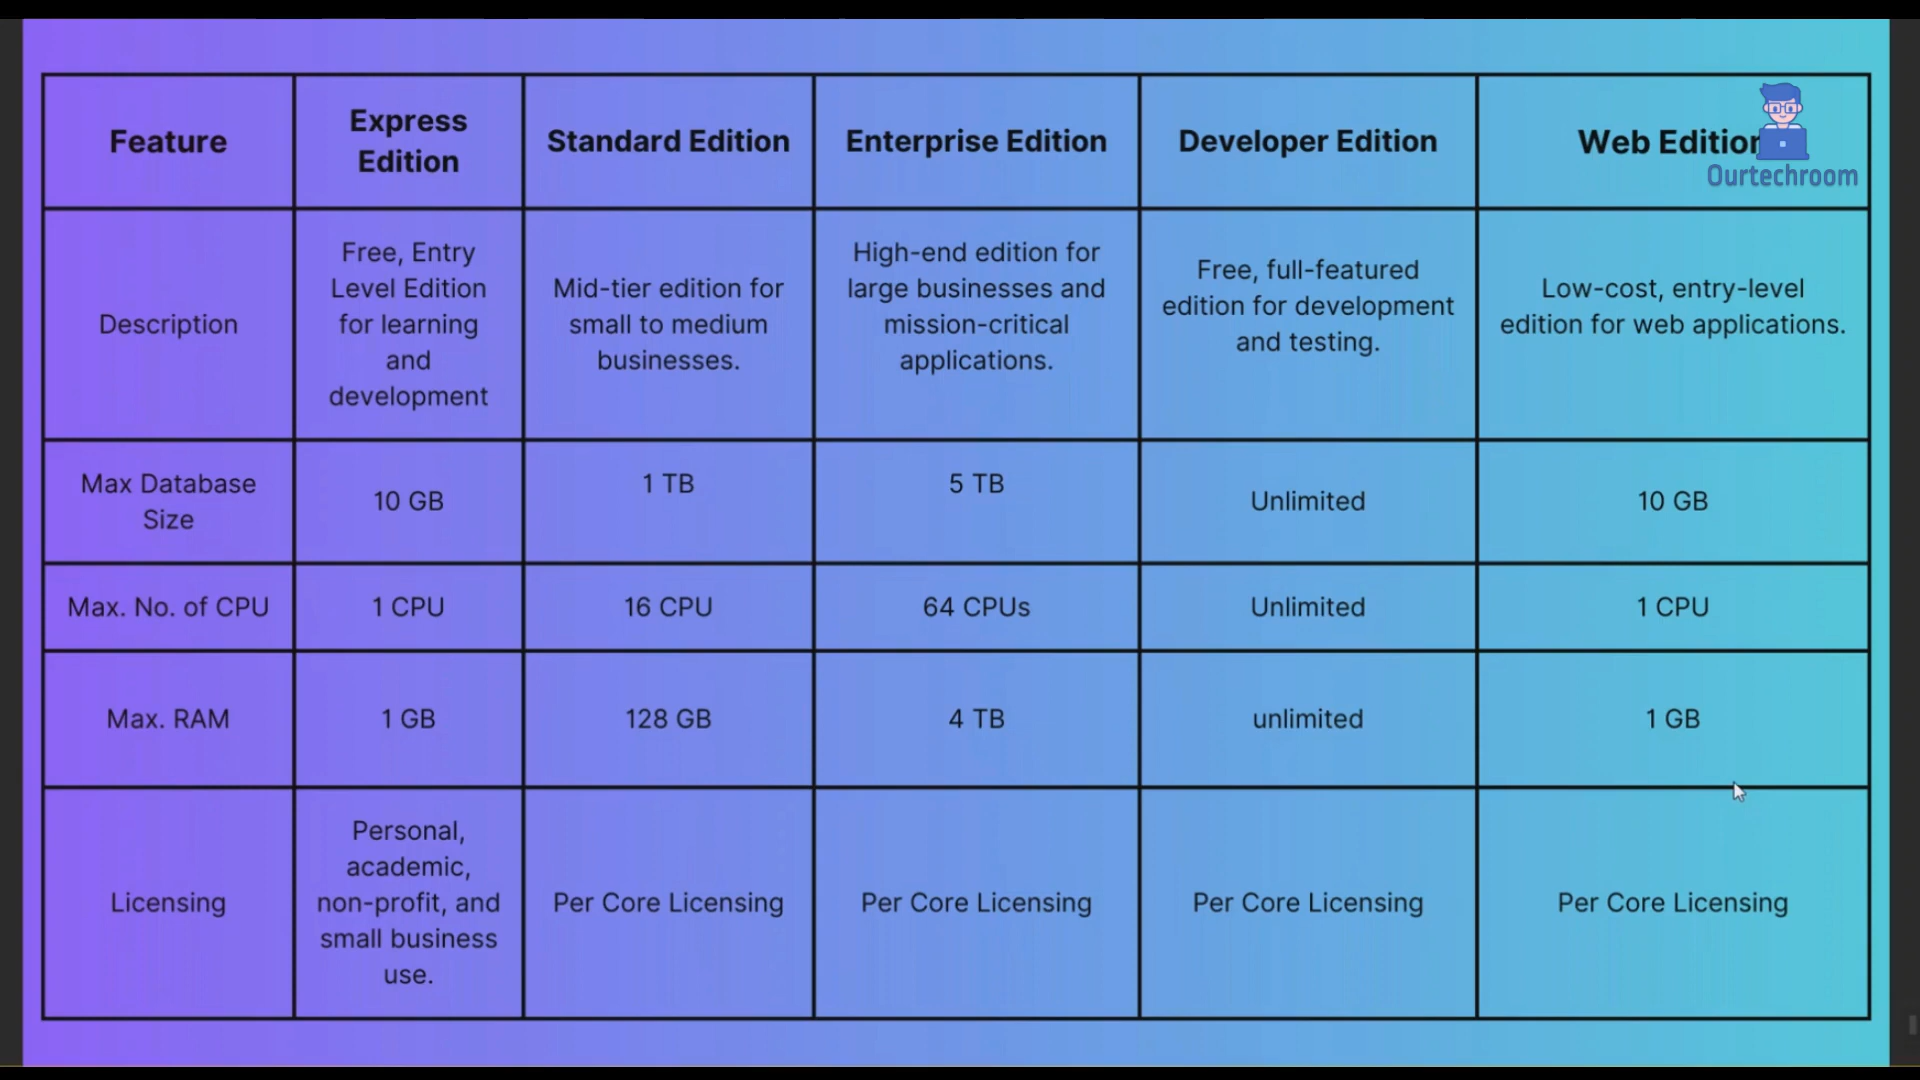 Feature
Express
Edition
Standard Edition
Enterprise Edition
Developer Edition
Web Edition
Ourtechroom
Description
Free, Entry
Level Edition
for learning
and
development
Mid-tier edition for
small to medium
businesses.
High-end edition for
large businesses and
mission-critical
applications.
Free, full-featured
edition for development
and testing.
Low-cost, entry-level
edition for web applications.
Max Database
Size
10 GB
1 TB
5 TB
Unlimited
10 GB
Max. No. of CPU
1 CPU
16 CPU
64 CPUs
Unlimited
1 CPU
Max. RAM
1 GB
128 GB
4 TB
unlimited
1 GB
Licensing
Personal,
academic,
non-profit, and
small business
use.
Per Core Licensing
Per Core Licensing
Per Core Licensing
Per Core Licensing